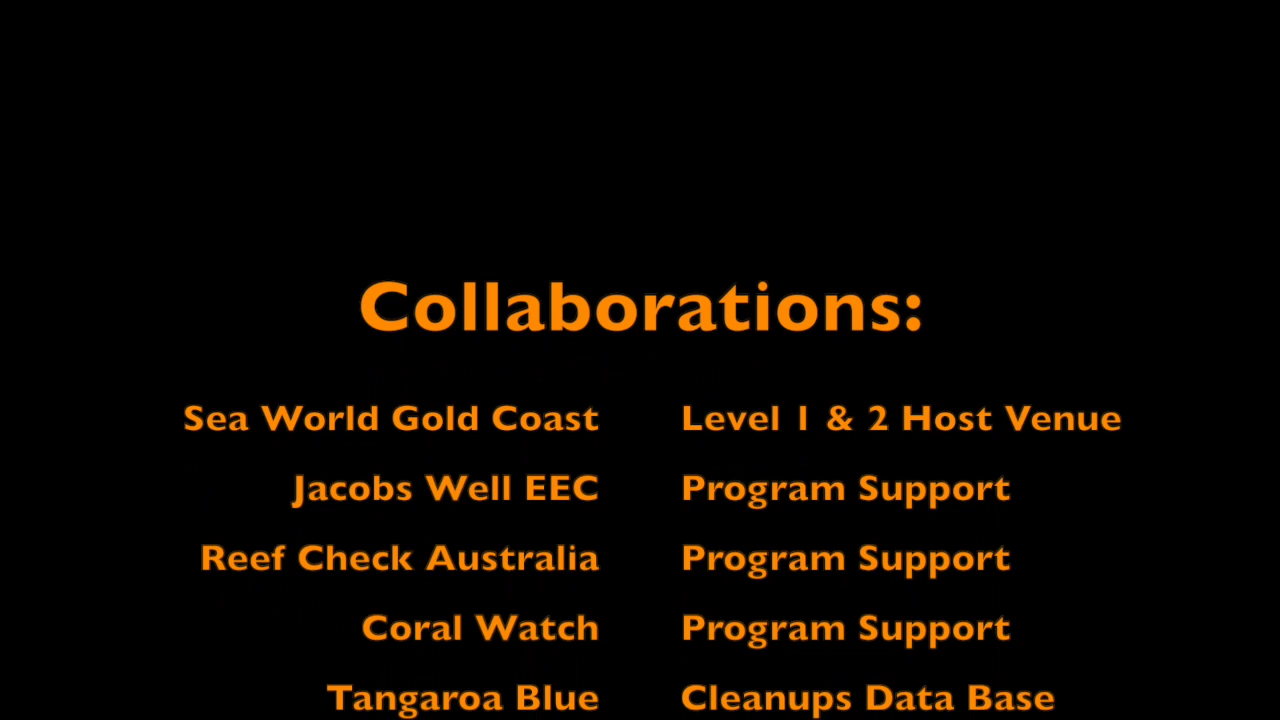 Collaborations:
Sea World Gold Coast Level 1 & 2 Host Venue
Jacobs Well EEC Program Support
Reef Check Australia Program Support
Coral Watch Program Support
Tangaroa Blue Cleanups Data Base